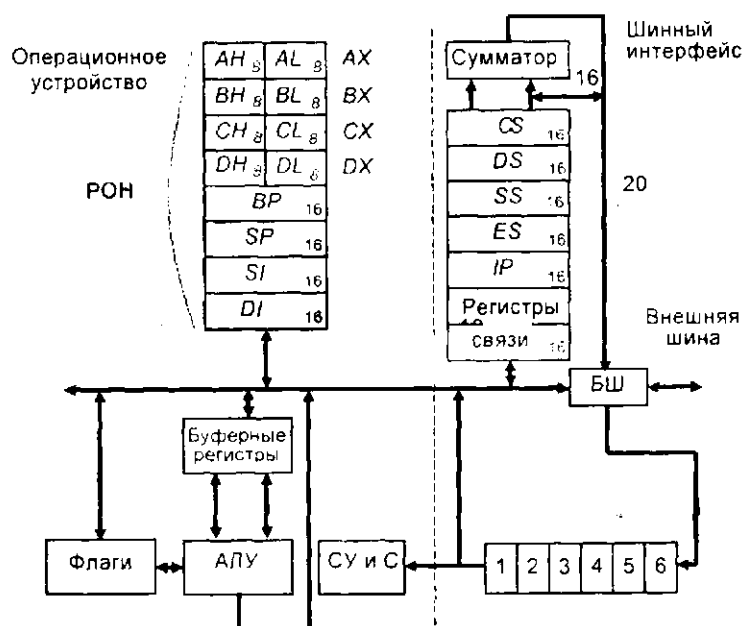 Операционное
устройство
AH 8 AL 8 AX
BH 8 BL 8 BX
CH 8 CL 8 CX
DH 8 DL 8 DX
РОН
BP 16
SP 16
SI 16
DI 16
Сумматор
Шинный
интерфейс
16
CS 16
DS 16
SS 16
ES 16
IP 16
20
Регистры
связи 16
Внешняя
шина
БШ
Буферные
регистры
Флаги
АЛУ
СУ и С
1 2 3 4 5 6